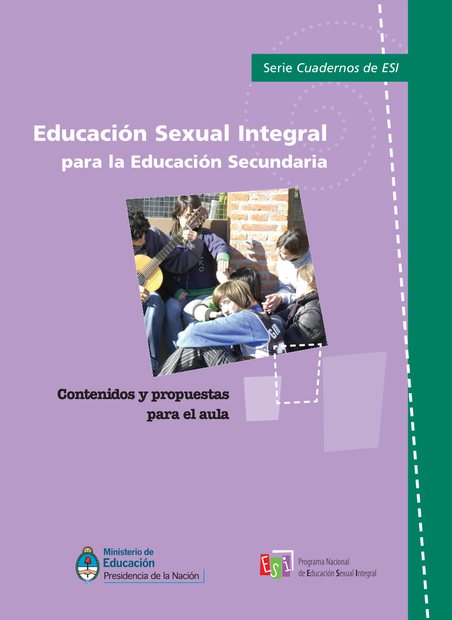 Serie Cuadernos de ESI
Educación Sexual Integral
para la Educación Secundaria
Contenidos y propuestas
para el aula
Ministerio de
Educación
Presidencia de la Nación
ESi
Programa Nacional
de Educación Sexual Integral